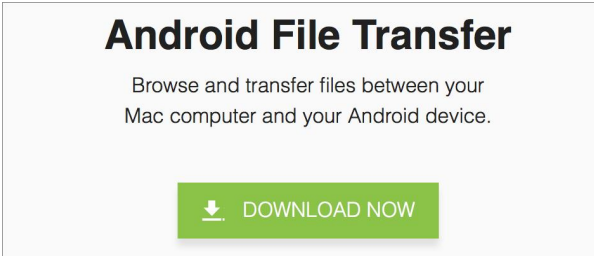 Android File Transfer
Browse and transfer files between your
Mac computer and your Android device.
DOWNLOAD NOW